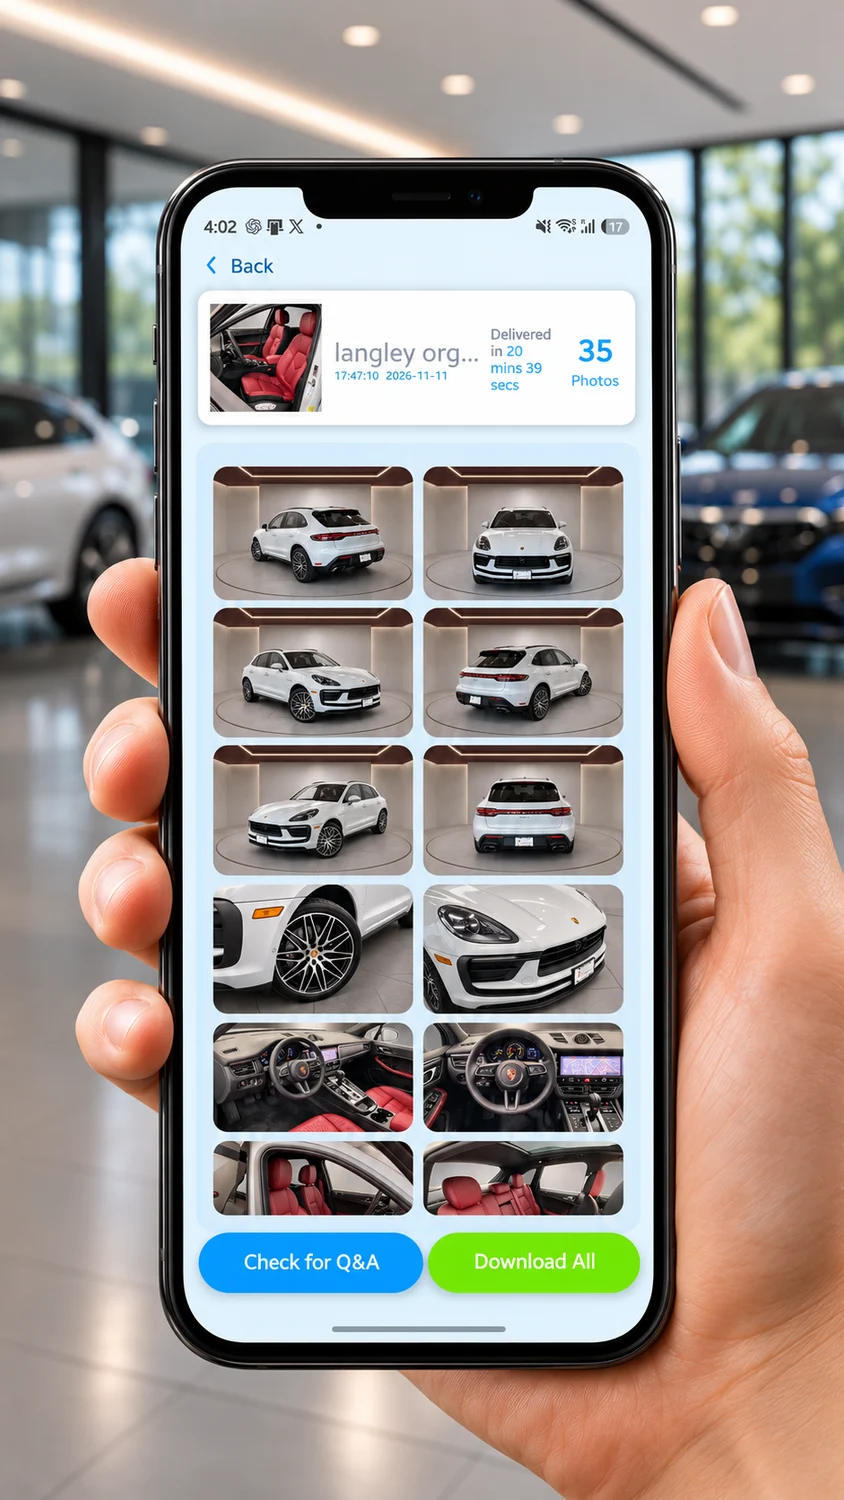 4:02
17
Back
langley org...
17:47:10 2026-11-11
Delivered
in 20
mins 39
secs
35
Photos
Check for Q&A
Download All